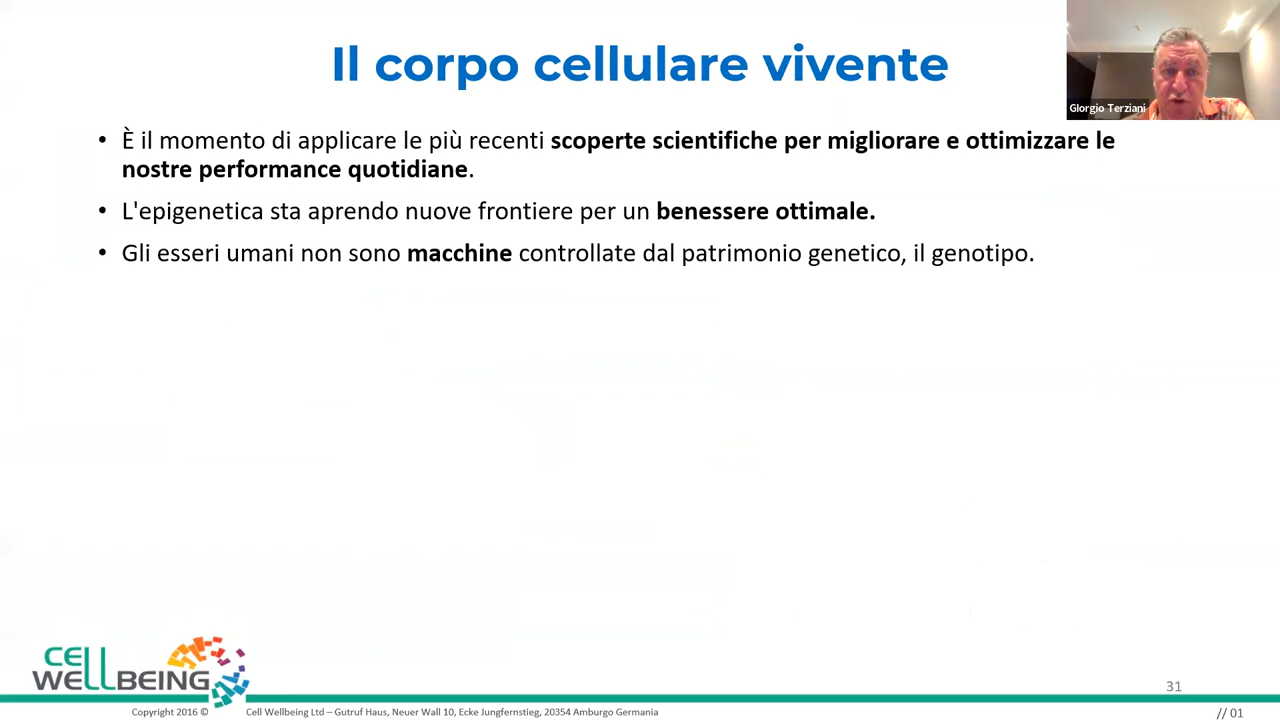 Il corpo cellulare vivente
GIorgio Terziani
• È il momento di applicare le più recenti scoperte scientifiche per migliorare e ottimizzare le
nostre performance quotidiane.
• L'epigenetica sta aprendo nuove frontiere per un benessere ottimale.
• Gli esseri umani non sono macchine controllate dal patrimonio genetico, il genotipo.
CELL
WELLBEING
31
Copyright 2016 © Cell Wellbeing Ltd – Gutruf Haus, Neuer Wall 10, Ecke Jungfernstieg, 20354 Amburgo Germania
// 01